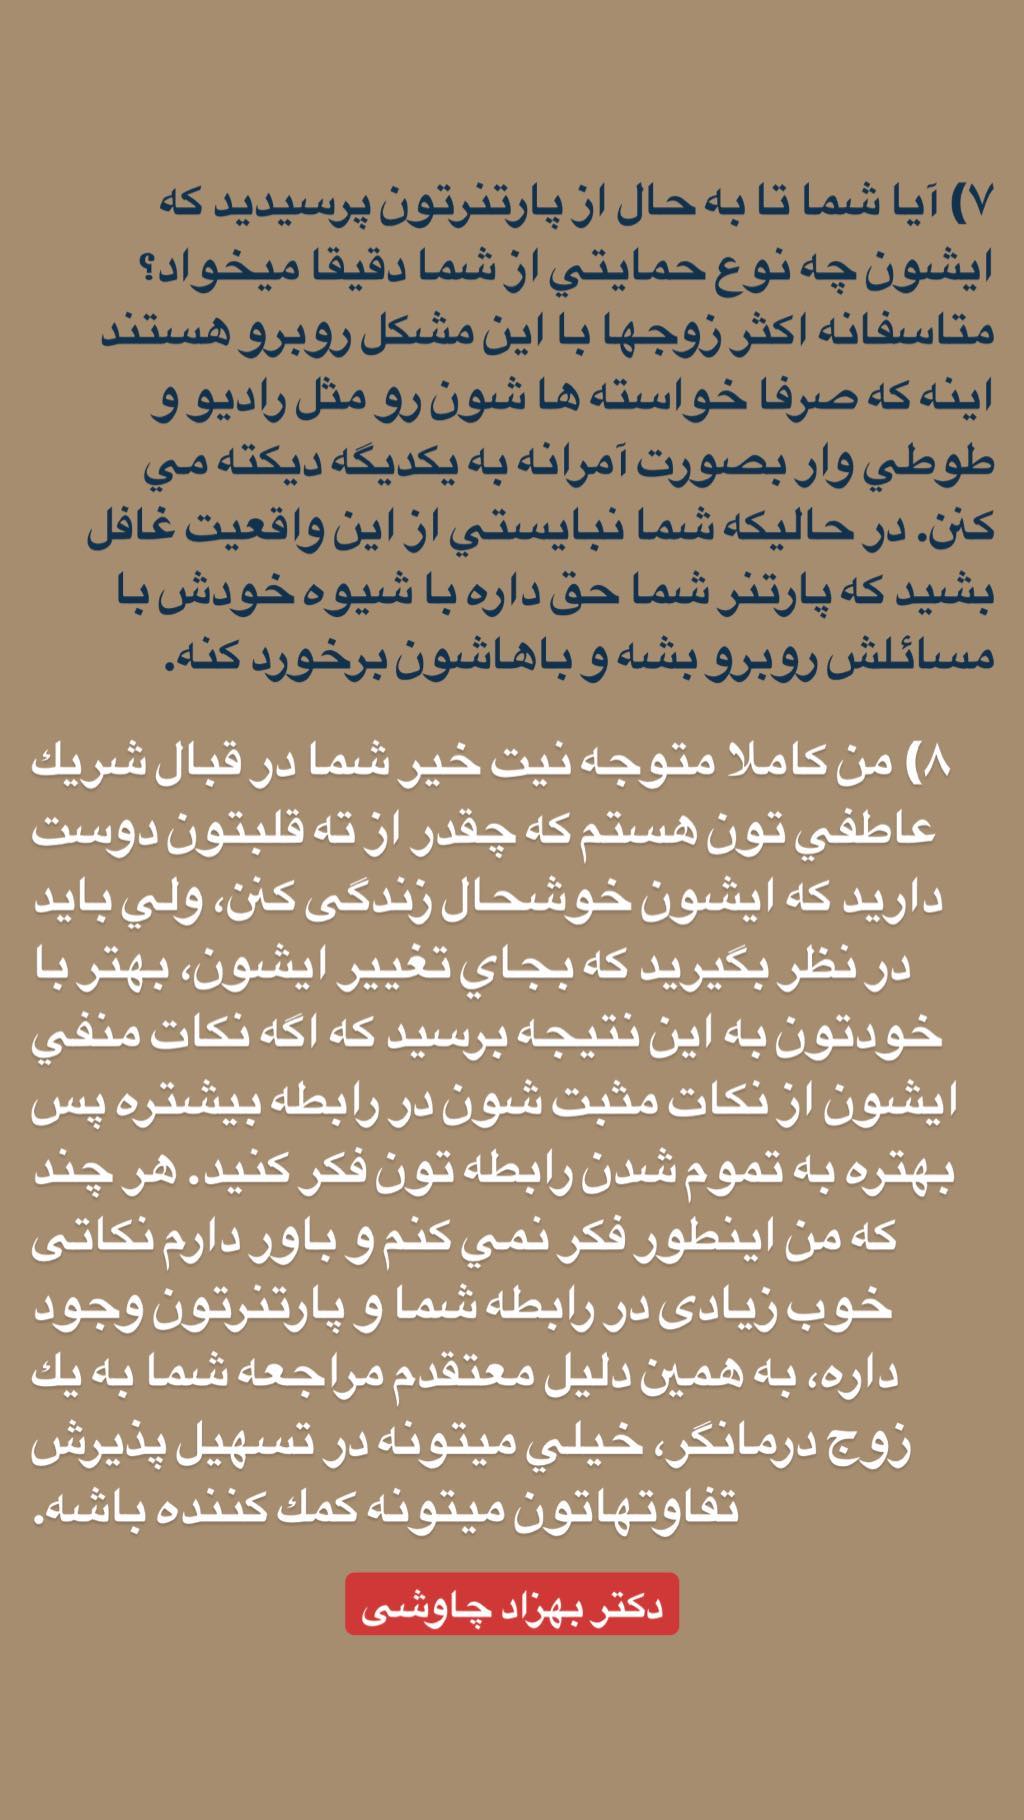 ۷) آیا شما تا به حال از پارتنرتون پرسیدید که
ایشون چه نوع حمایتي از شما دقیقا میخواد؟
متاسفانه اکثر زوجها با این مشکل روبرو هستند
اینه که صرفا خواسته ها شون رو مثل رادیو و
طوطي وار بصورت آمرانه به یکدیگه دیکته مي
کنن. در حالیکه شما نبایستي از این واقعیت غافل
بشید که پارتنر شما حق داره با شیوه خودش با
مسائلش روبرو بشه و باهاشون برخورد کنه.
۸) من کاملا متوجه نیت خیر شما در قبال شریك
عاطفي تون هستم که چقدر از ته قلبتون دوست
دارید که ایشون خوشحال زندگی کنن، ولي باید
در نظر بگیرید که بجاي تغییر ایشون، بهتر با
خودتون به این نتیجه برسید که اگه نکات منفي
ایشون از نکات مثبت شون در رابطه بیشتره پس
بهتره به تموم شدن رابطه تون فکر کنید. هر چند
که من اینطور فکر نمي کنم و باور دارم نکاتی
خوب زیادی در رابطه شما و پارتنرتون وجود
داره، به همین دلیل معتقدم مراجعه شما به یك
زوج درمانگر، خیلي میتونه در تسهیل پذیرش
تفاوتهاتون میتونه کمك کننده باشه.
دکتر بهزاد چاوشی